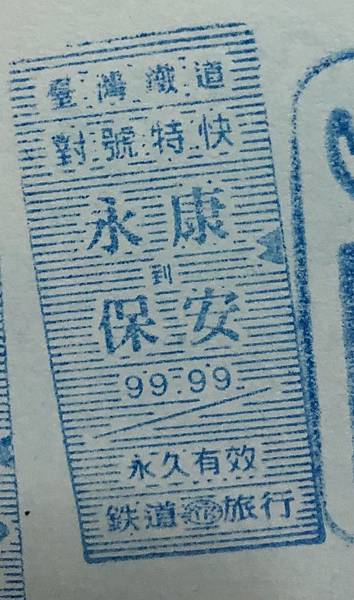 臺灣鐵道
對號特快
永康
到
保安
99.99.
永久有效
鉄道旅行